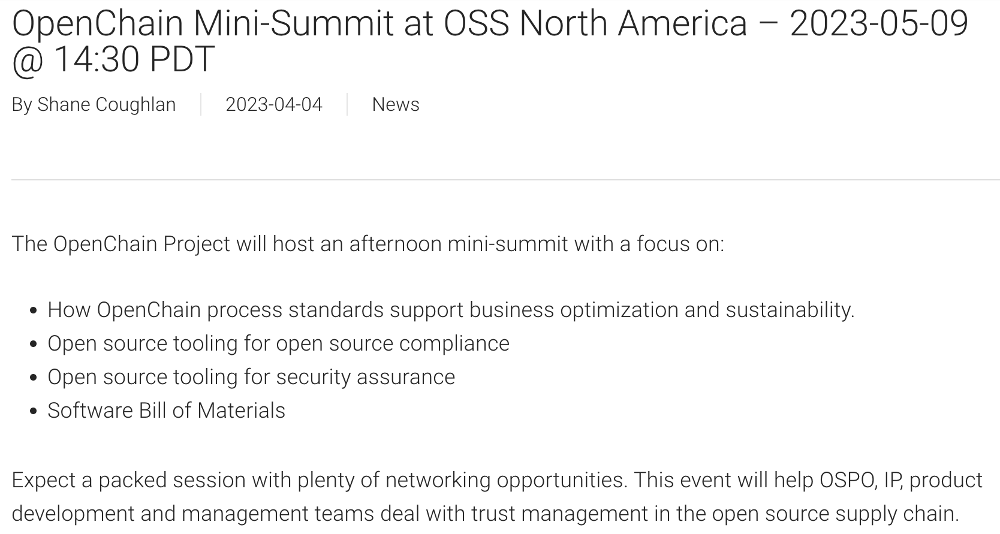 OpenChain Mini-Summit at OSS North America – 2023-05-09
@ 14:30 PDT
By Shane Coughlan 2023-04-04 News
The OpenChain Project will host an afternoon mini-summit with a focus on:
• How OpenChain process standards support business optimization and sustainability.
• Open source tooling for open source compliance
• Open source tooling for security assurance
• Software Bill of Materials
Expect a packed session with plenty of networking opportunities. This event will help OSPO, IP, product
development and management teams deal with trust management in the open source supply chain.